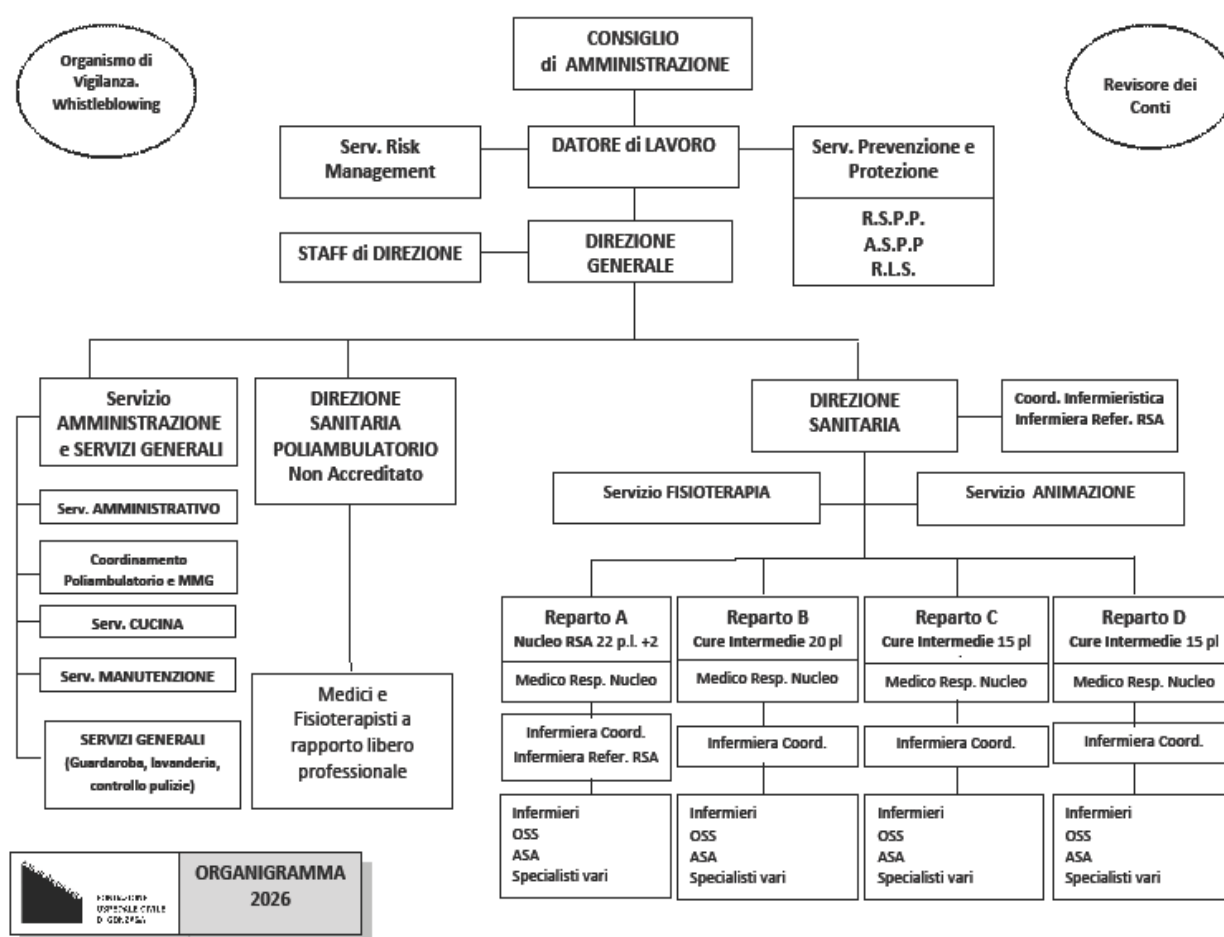 Organismo di
Vigilanza.
Whistleblowing
CONSIGLIO
di AMMINISTRAZIONE
Revisore dei
Conti
Serv. Risk
Management
DATORE di LAVORO
Serv. Prevenzione e
Protezione
R.S.P.P.
A.S.P.P
R.L.S.
STAFF di DIREZIONE
DIREZIONE
GENERALE
Servizio
AMMINISTRAZIONE
e SERVIZI GENERALI
DIREZIONE
SANITARIA
POLIAMBULATORIO
Non Accreditato
DIREZIONE
SANITARIA
Coord. Infermieristica
Infermiera Refer. RSA
Servizio FISIOTERAPIA
Servizio ANIMAZIONE
Serv. AMMINISTRATIVO
Coordinamento
Poliambulatorio e MMG
Serv. CUCINA
Serv. MANUTENZIONE
SERVIZI GENERALI
(Guardaroba, lavanderia,
controllo pulizie)
Medici e
Fisioterapisti a
rapporto libero
professionale
Reparto A
Nucleo RSA 22 p.l. +2
Medico Resp. Nucleo
Infermiera Coord.
Infermiera Refer. RSA
Infermieri
OSS
ASA
Specialisti vari
Reparto B
Cure Intermedie 20 pl
Medico Resp. Nucleo
Infermiera Coord.
Infermieri
OSS
ASA
Specialisti vari
Reparto C
Cure Intermedie 15 pl
Medico Resp. Nucleo
Infermiera Coord.
Infermieri
OSS
ASA
Specialisti vari
Reparto D
Cure Intermedie 15 pl
Medico Resp. Nucleo
Infermiera Coord.
Infermieri
OSS
ASA
Specialisti vari
FONDAZIONE
OSPEDALE CIVILE
DI GONZAGA
ORGANIGRAMMA
2026